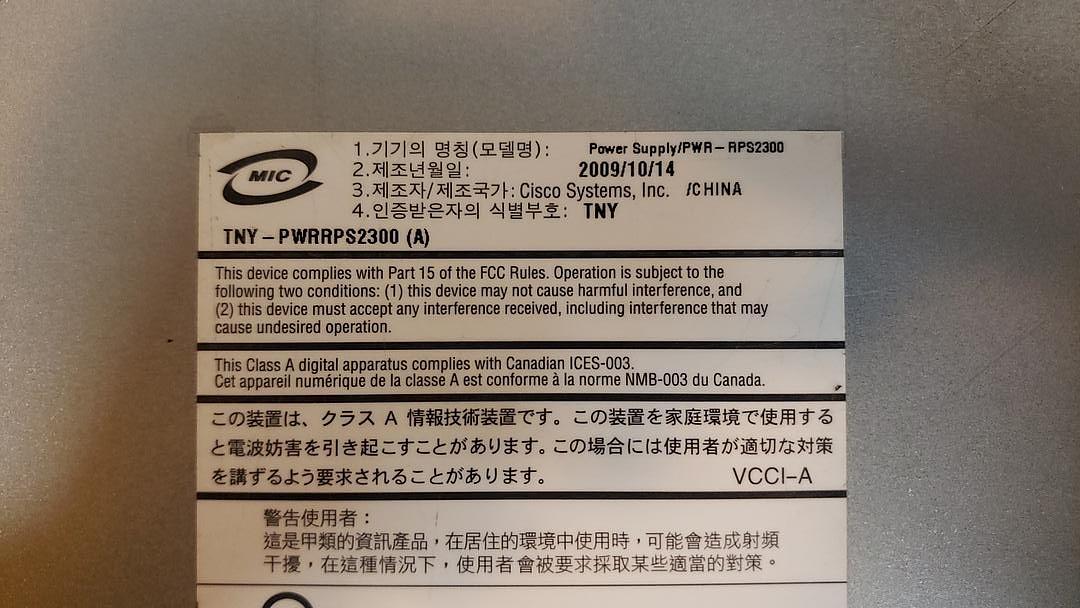 MIC
1.기기의 명칭(모델명): Power Supply/PWR-RPS2300
2.제조년월일: 2009/10/14
3.제조자/제조국가: Cisco Systems, Inc. /CHINA
4.인증받은자의 식별부호: TNY
TNY-PWRRPS2300 (A)
This device complies with Part 15 of the FCC Rules. Operation is subject to the
following two conditions: (1) this device may not cause harmful interference, and
(2) this device must accept any interference received, including interference that may
cause undesired operation.
This Class A digital apparatus complies with Canadian ICES-003.
Cet appareil numérique de la classe A est conforme à la norme NMB-003 du Canada.
この装置は、クラス A 情報技術装置です。この装置を家庭環境で使用する
と電波妨害を引き起こすことがあります。この場合には使用者が適切な対策
を講ずるよう要求されることがあります。 VCCI-A
警告使用者：
這是甲類的資訊產品，在居住的環境中使用時，可能會造成射頻
干擾，在這種情況下，使用者會被要求採取某些適當的對策。